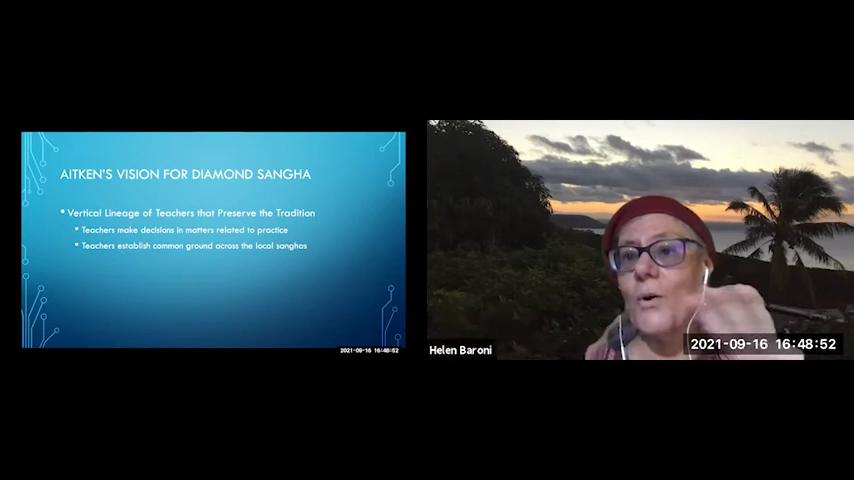 AITKEN'S VISION FOR DIAMOND SANGHA
• Vertical Lineage of Teachers that Preserve the Tradition
• Teachers make decisions in matters related to practice
• Teachers establish common ground across the local sanghas
2021-09-16 16:48:52
Helen Baroni
2021-09-16 16:48:52